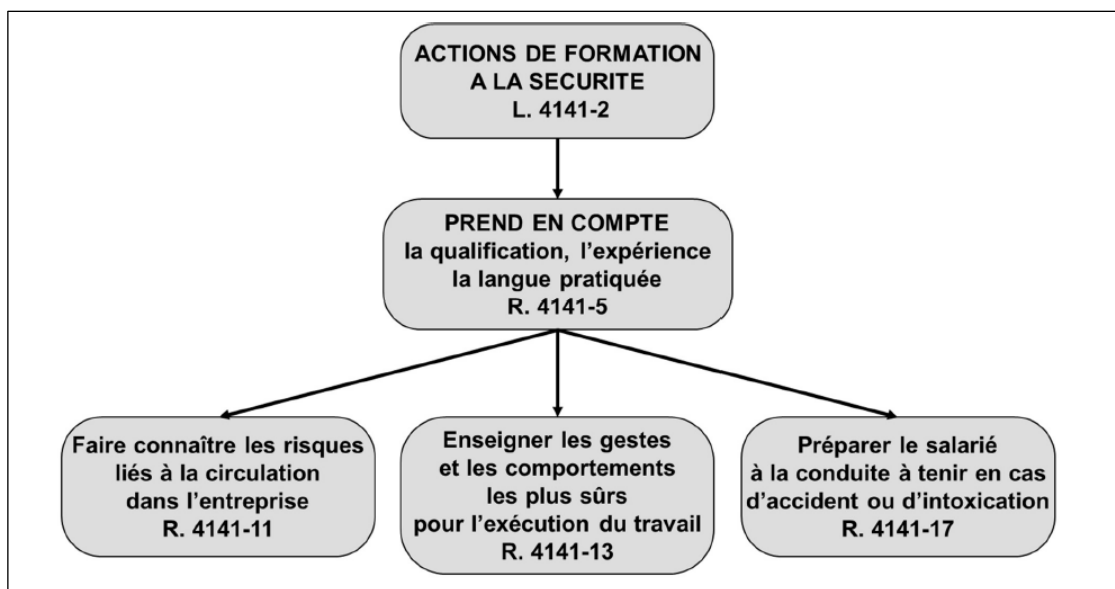 ACTIONS DE FORMATION
A LA SECURITE
L. 4141-2
PREND EN COMPTE
la qualification, l’expérience
la langue pratiquée
R. 4141-5
Faire connaître les risques
liés à la circulation
dans l’entreprise
R. 4141-11
Enseigner les gestes
et les comportements
les plus sûrs
pour l’exécution du travail
R. 4141-13
Préparer le salarié
à la conduite à tenir en cas
d’accident ou d’intoxication
R. 4141-17